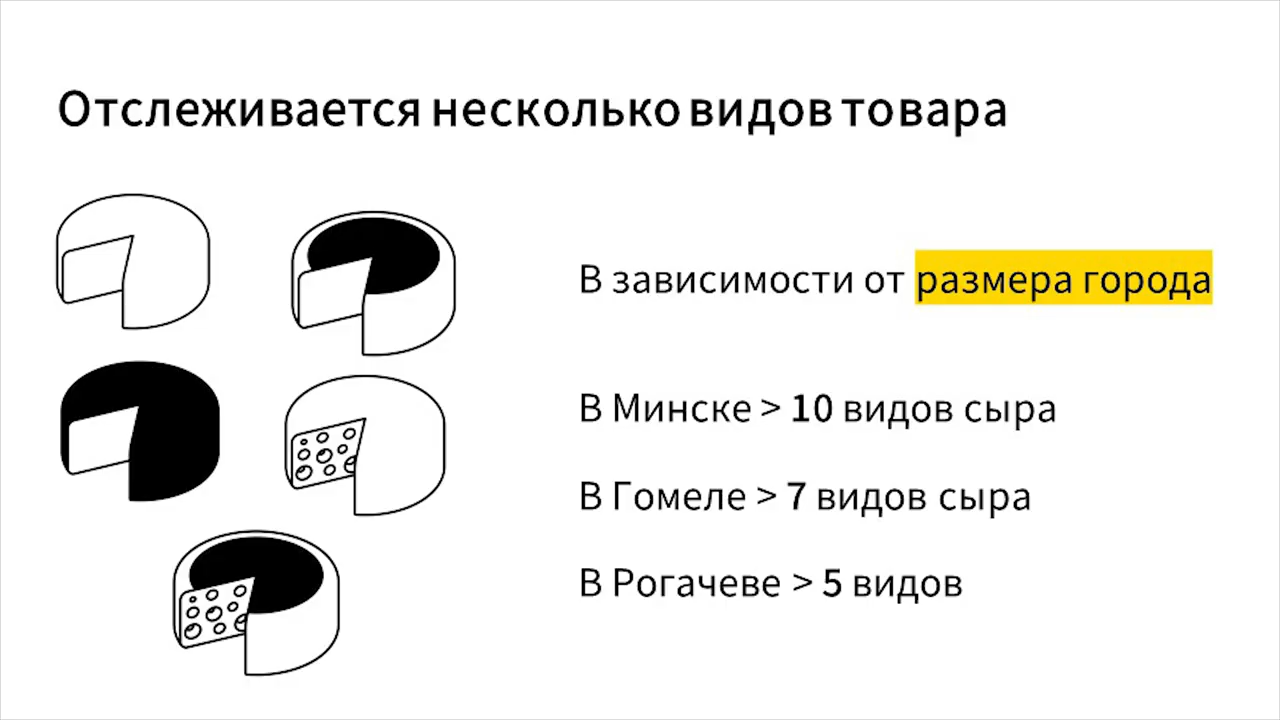 Отслеживается несколько видов товара
В зависимости от размера города
В Минске > 10 видов сыра
В Гомеле > 7 видов сыра
В Рогачеве > 5 видов